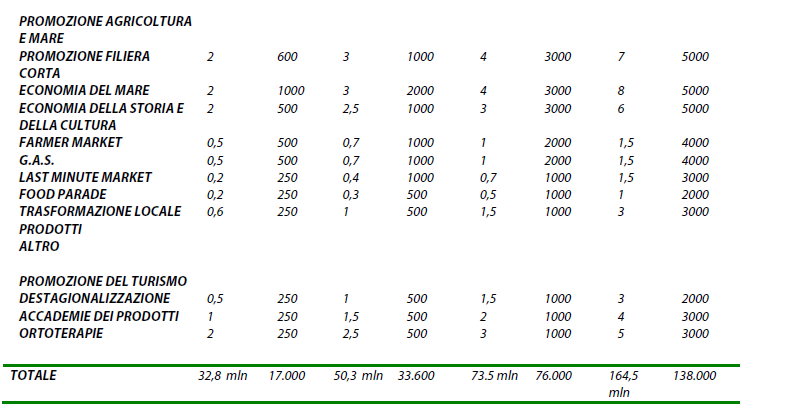 PROMOZIONE AGRICOLTURA
E MARE
PROMOZIONE FILIERA 2 600 3 1000 4 3000 7 5000
CORTA
ECONOMIA DEL MARE 2 1000 3 2000 4 3000 8 5000
ECONOMIA DELLA STORIA E 2 500 2,5 1000 3 3000 6 5000
DELLA CULTURA
FARMER MARKET 0,5 500 0,7 1000 1 2000 1,5 4000
G.A.S. 0,5 500 0,7 1000 1 2000 1,5 4000
LAST MINUTE MARKET 0,2 250 0,4 1000 0,7 1000 1,5 3000
FOOD PARADE 0,2 250 0,3 500 0,5 1000 1 2000
TRASFORMAZIONE LOCALE 0,6 250 1 500 1,5 1000 3 3000
PRODOTTI
ALTRO
PROMOZIONE DEL TURISMO
DESTAGIONALIZZAZIONE 0,5 250 1 500 1,5 1000 3 2000
ACCADEMIE DEI PRODOTTI 1 250 1,5 500 2 1000 4 3000
ORTOTERAPIE 2 250 2,5 500 3 1000 5 3000
TOTALE 32,8 mln 17.000 50,3 mln 33.600 73.5 mln 76.000 164,5 138.000
mln